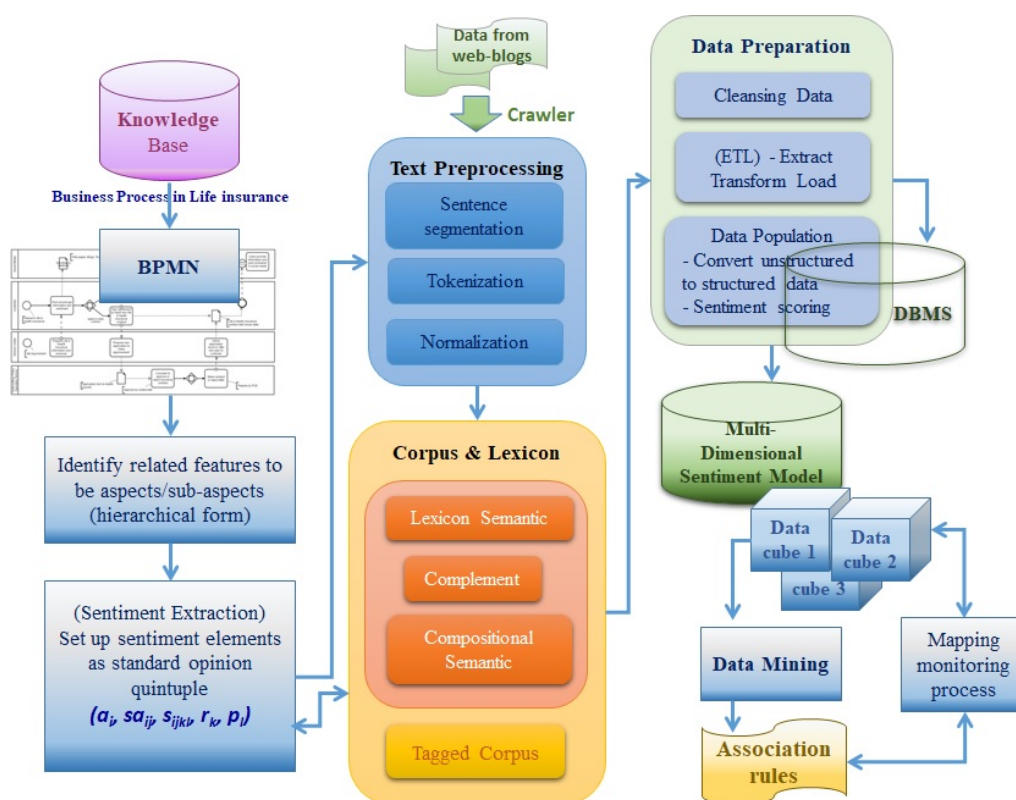 Knowledge
Base
Business Process in Life insurance
BPMN
Identify related features to
be aspects/sub-aspects
(hierarchical form)
(Sentiment Extraction)
Set up sentiment elements
as standard opinion
quintuple
(aᵢ, saᵢⱼ, sᵢⱼₖₗ, rₖ, pₗ)
Data from
web-blogs
Crawler
Text Preprocessing
Sentence
segmentation
Tokenization
Normalization
Corpus & Lexicon
Lexicon Semantic
Complement
Compositional
Semantic
Tagged Corpus
Data Preparation
Cleansing Data
(ETL) - Extract
Transform Load
Data Population
- Convert unstructured
to structured data
- Sentiment scoring
DBMS
Multi-
Dimensional
Sentiment Model
Data
cube 1
Data
cube 2
cube 3
Data Mining
Mapping
monitoring
process
Association
rules